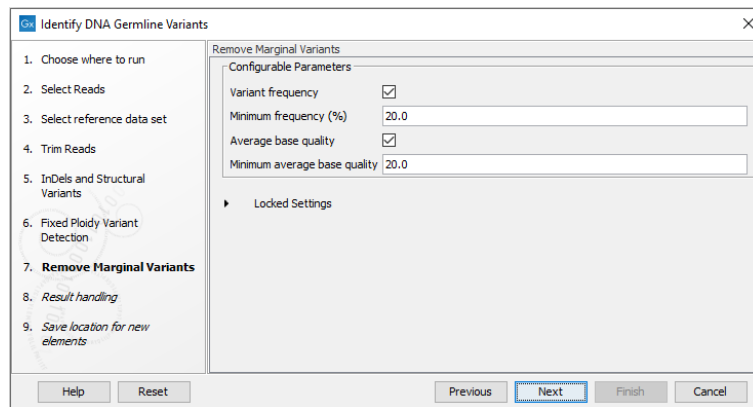 Gx Identify DNA Germline Variants
1. Choose where to run
2. Select Reads
3. Select reference data set
4. Trim Reads
5. InDels and Structural
Variants
6. Fixed Ploidy Variant
Detection
7. Remove Marginal Variants
8. Result handling
9. Save location for new
elements
Remove Marginal Variants
Configurable Parameters
Variant frequency
Minimum frequency (%) 20.0
Average base quality
Minimum average base quality 20.0
Locked Settings
Help Reset Previous Next Finish Cancel